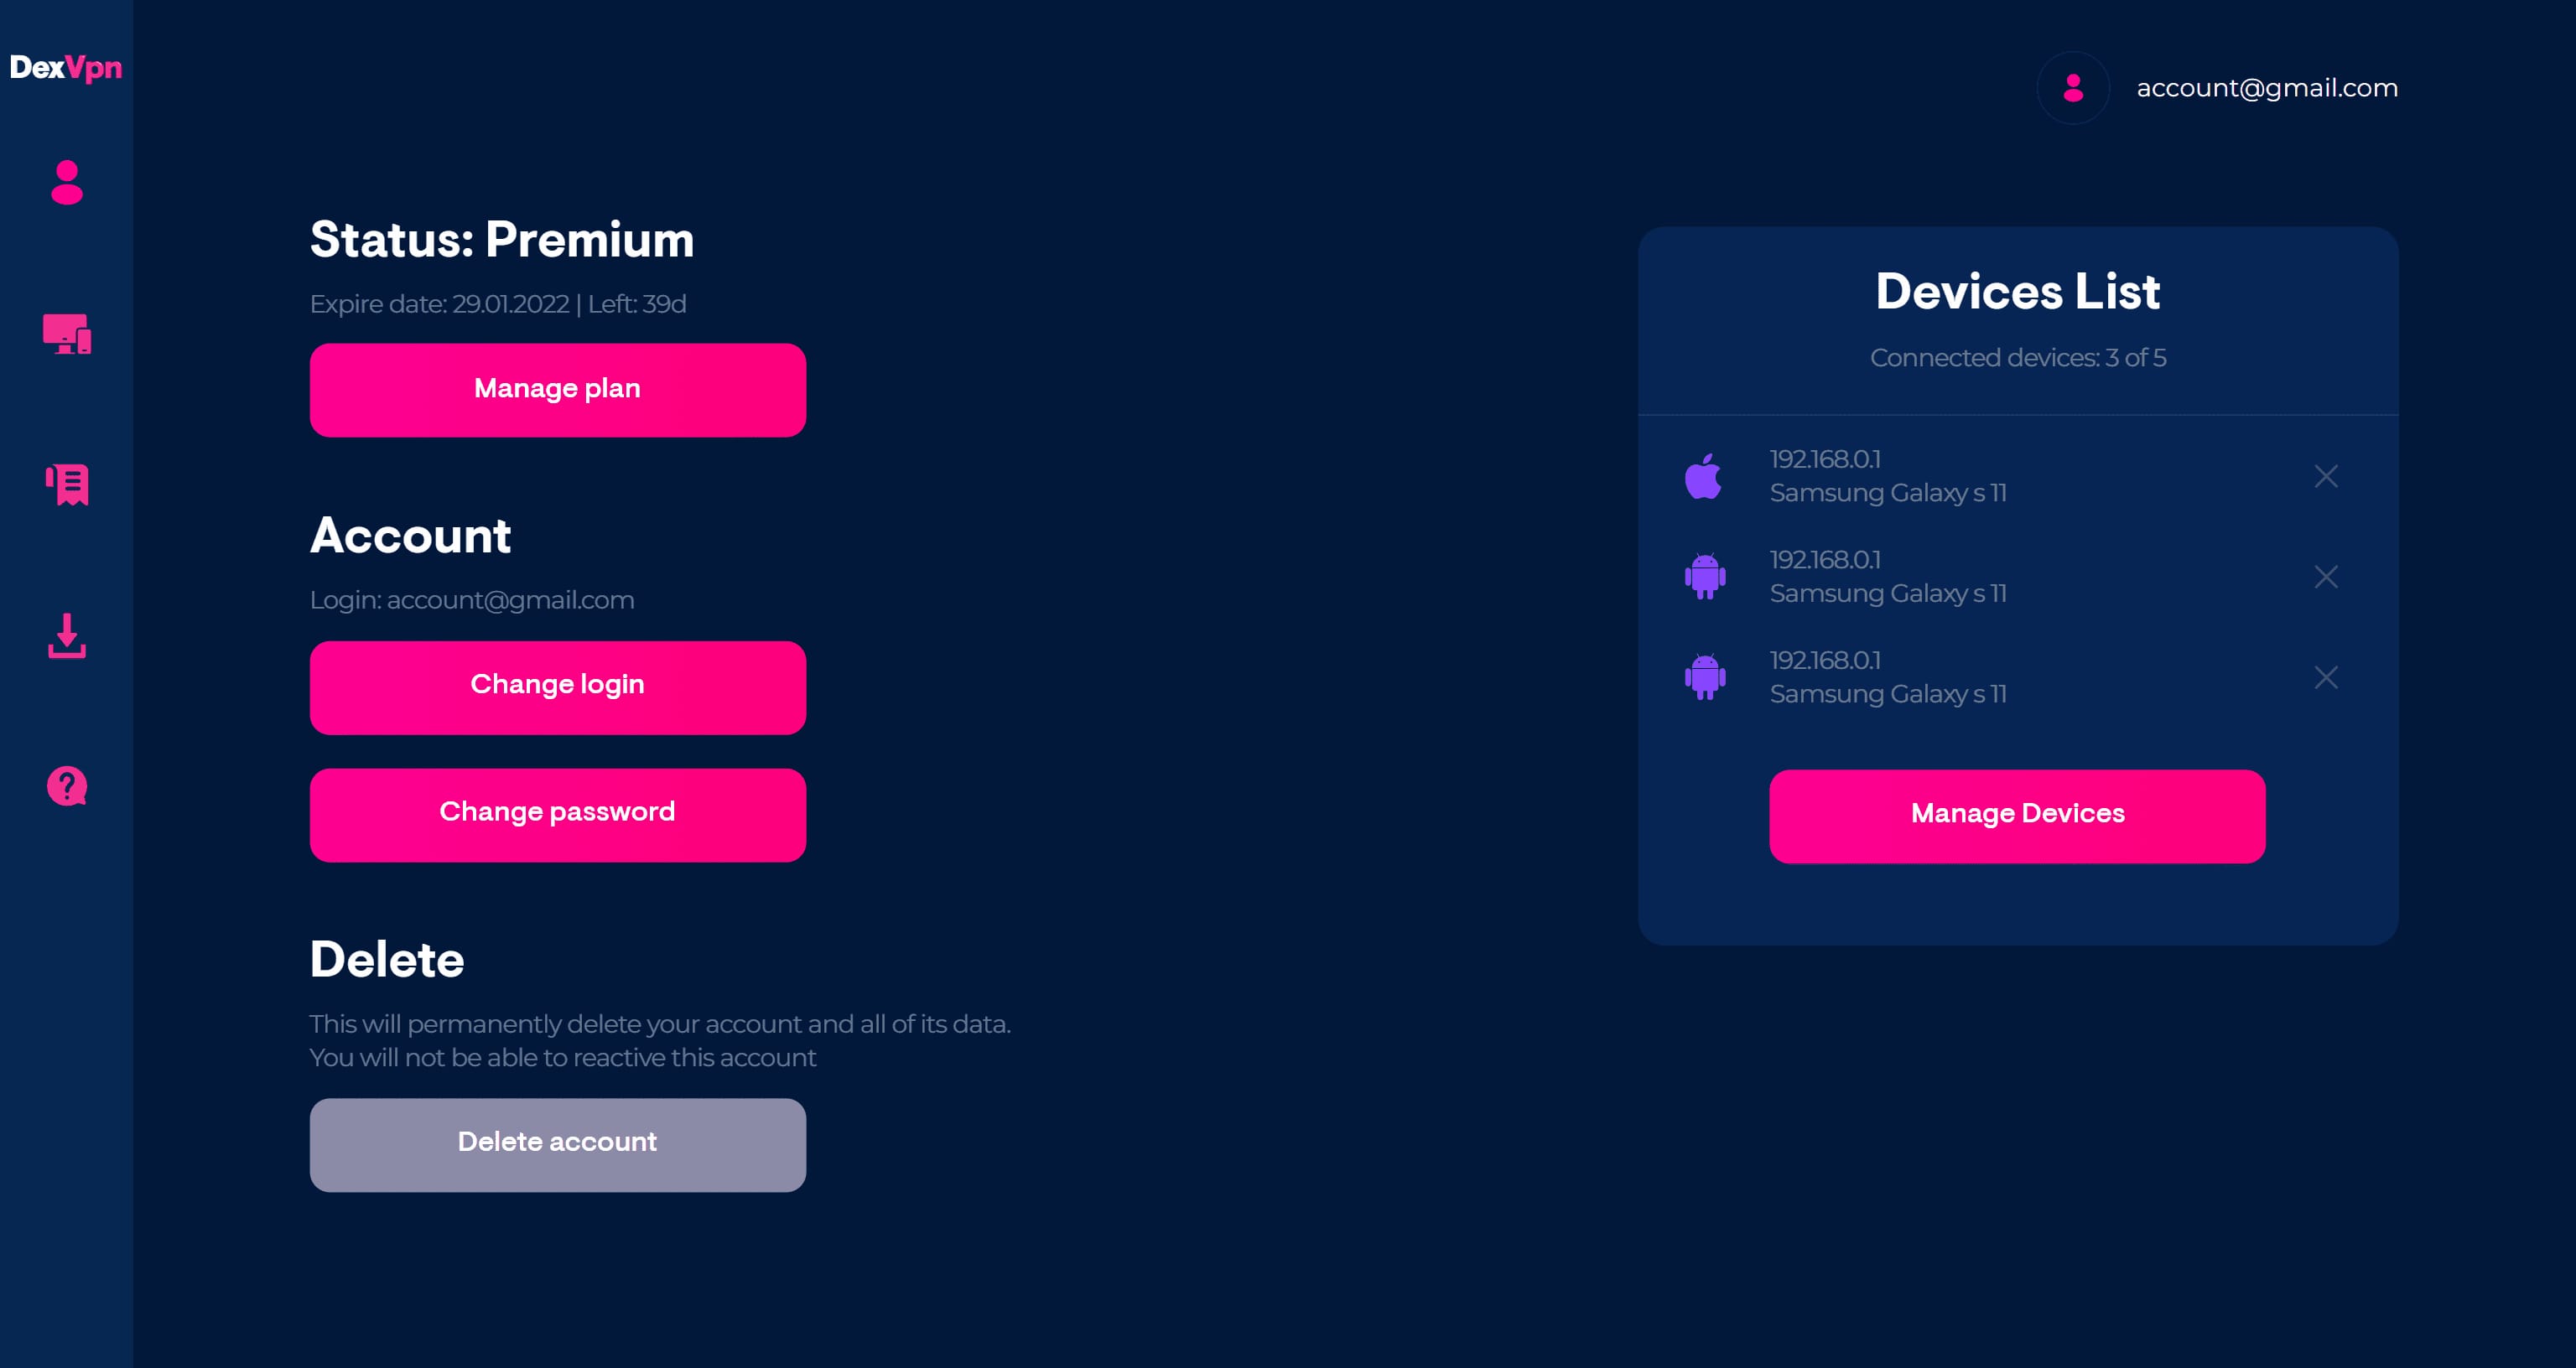 DexVpn
account@gmail.com
Status: Premium
Expire date: 29.01.2022 | Left: 39d
Manage plan
Account
Login: account@gmail.com
Change login
Change password
Delete
This will permanently delete your account and all of its data.
You will not be able to reactive this account
Delete account
Devices List
Connected devices: 3 of 5
192.168.0.1
Samsung Galaxy s 11
192.168.0.1
Samsung Galaxy s 11
192.168.0.1
Samsung Galaxy s 11
Manage Devices